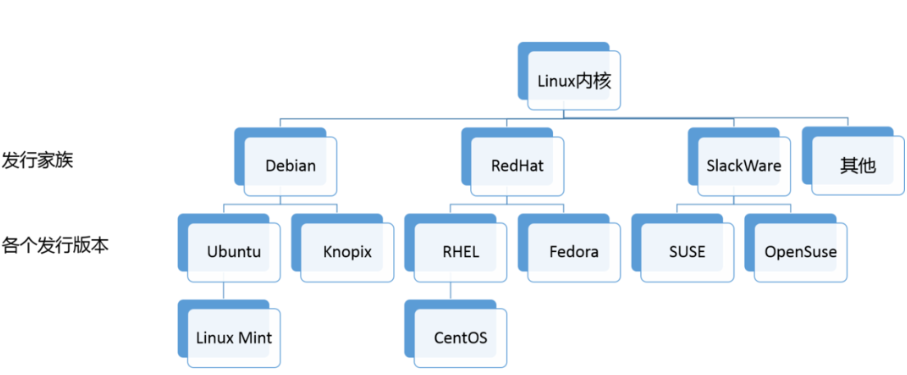 Linux内核
发行家族
Debian
RedHat
SlackWare
其他
各个发行版本
Ubuntu
Knopix
RHEL
Fedora
SUSE
OpenSuse
Linux Mint
CentOS